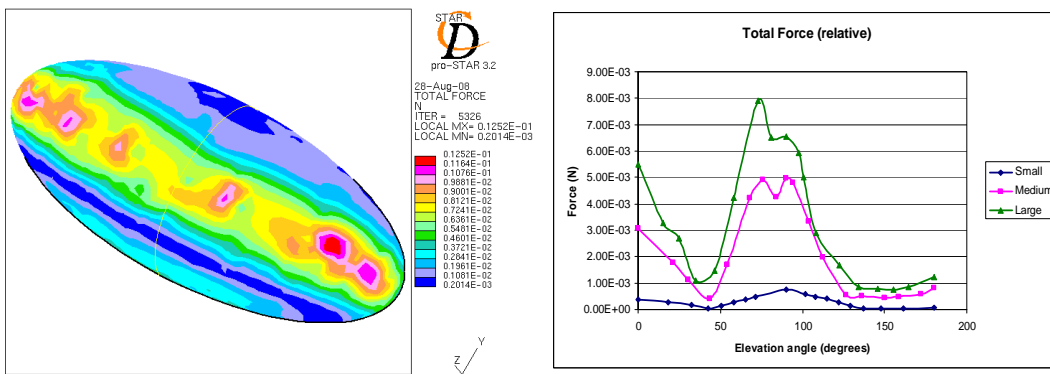 STAR
CD
pro-STAR 3.2
28-Aug-08
TOTAL FORCE
N
ITER = 5326
LOCAL MX= 0.1252E-01
LOCAL MN= 0.2014E-03
0.1252E-01
0.1164E-01
0.1076E-01
0.9881E-02
0.9001E-02
0.8121E-02
0.7241E-02
0.6361E-02
0.5481E-02
0.4601E-02
0.3721E-02
0.2841E-02
0.1961E-02
0.1081E-02
0.2014E-03
Y
Z
Total Force (relative)
9.00E-03
8.00E-03
7.00E-03
6.00E-03
5.00E-03
4.00E-03
3.00E-03
2.00E-03
1.00E-03
0.00E+00
Force (N)
0 50 100 150 200
Elevation angle (degrees)
Small
Medium
Large